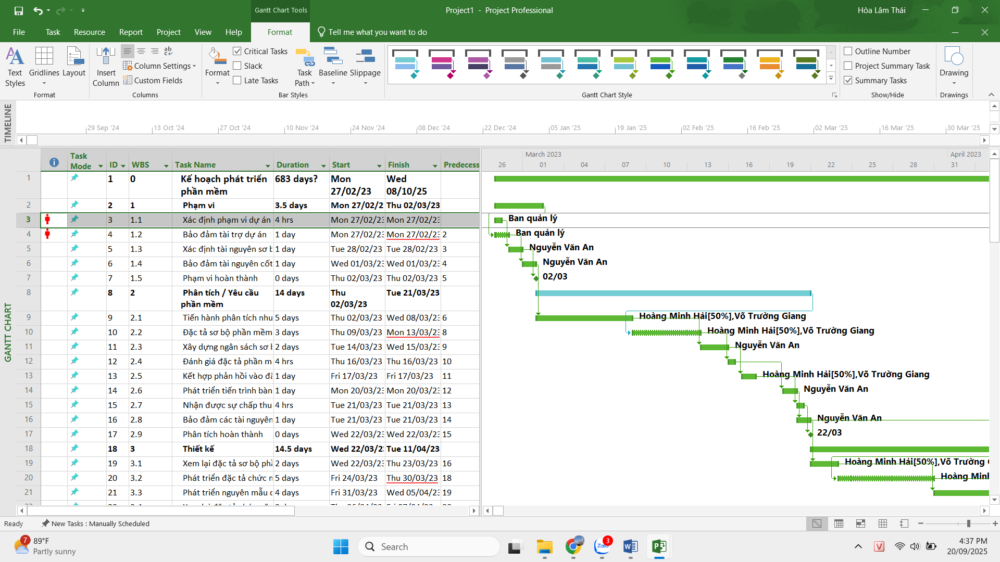 Gantt Chart Tools
Project1 - Project Professional
Hòa Lâm Thái
File
Task
Resource
Report
Project
View
Help
Format
Tell me what you want to do
Text Styles
Gridlines
Layout
Format
Insert Column
Column Settings
Custom Fields
Columns
Format
Critical Tasks
Slack
Late Tasks
Task Path
Baseline
Slippage
Bar Styles
Gantt Chart Style
Outline Number
Project Summary Task
Summary Tasks
Show/Hide
Drawing
Drawings
TIMELINE
29 Sep '24
13 Oct '24
27 Oct '24
10 Nov '24
24 Nov '24
08 Dec '24
22 Dec '24
05 Jan '25
19 Jan '25
02 Feb '25
16 Feb '25
02 Mar '25
16 Mar '25
30 Mar '25
GANTT CHART
Task Mode ID WBS Task Name Duration Start Finish Predecess
1 1 0 Kế hoạch phát triển phần mềm 683 days? Mon 27/02/23 Wed 08/10/25
2 2 1 Phạm vi 3.5 days Mon 27/02/2 Thu 02/03/23
3 3 1.1 Xác định phạm vi dự án 4 hrs Mon 27/02/23 Mon 27/02/23
4 4 1.2 Bảo đảm tài trợ dự án 1 day Mon 27/02/23 Mon 27/02/23 2
5 5 1.3 Xác định tài nguyên sơ b 1 day Tue 28/02/23 Tue 28/02/23 3
6 6 1.4 Bảo đảm tài nguyên cốt 1 day Wed 01/03/23 Wed 01/03/23 4
7 7 1.5 Phạm vi hoàn thành 0 days Thu 02/03/23 Thu 02/03/23 5
8 8 2 Phân tích / Yêu cầu phần mềm 14 days Thu 02/03/23 Tue 21/03/23
9 9 2.1 Tiến hành phân tích nhu 5 days Thu 02/03/23 Wed 08/03/23 6
10 10 2.2 Đặc tả sơ bộ phần mềm 3 days Thu 09/03/23 Mon 13/03/23 8
11 11 2.3 Xây dựng ngân sách sơ b 2 days Tue 14/03/23 Wed 15/03/23 9
12 12 2.4 Đánh giá đặc tả phần m 4 hrs Thu 16/03/23 Thu 16/03/23 10
13 13 2.5 Kết hợp phản hồi vào đặ 1 day Fri 17/03/23 Fri 17/03/23 11
14 14 2.6 Phát triển tiến trình bàn 1 day Mon 20/03/23 Mon 20/03/23 12
15 15 2.7 Nhận được sự chấp thu 4 hrs Tue 21/03/23 Tue 21/03/23 13
16 16 2.8 Bảo đảm các tài nguyên 1 day Tue 21/03/23 Tue 21/03/23 14
17 17 2.9 Phân tích hoàn thành 0 days Wed 22/03/23 Wed 22/03/23 15
18 18 3 Thiết kế 14.5 days Wed 22/03/2 Tue 11/04/23
19 19 3.1 Xem lại đặc tả sơ bộ ph 2 days Wed 22/03/23 Thu 23/03/23 16
20 20 3.2 Phát triển đặc tả chức n 5 days Fri 24/03/23 Thu 30/03/23 18
21 21 3.3 Phát triển nguyên mẫu d 4 days Fri 31/03/23 Wed 05/04/23 19
March 2023
April 2023
26 01 04 07 10 13 16 19 22 25 28 31
Ban quản lý
Ban quản lý
Nguyễn Văn An
Nguyễn Văn An
02/03
Hoàng Minh Hải[50%],Võ Trường Giang
Hoàng Minh Hải[50%],Võ Trường Giang
Nguyễn Văn An
Hoàng Minh Hải[50%],Võ Trường Giang
Nguyễn Văn An
Nguyễn Văn An
22/03
Hoàng Minh Hải[50%],Võ Trường
Hoàng Minh
Ready
New Tasks : Manually Scheduled
7
89°F
Partly sunny
Search
Zalo
3
4:37 PM
20/09/2025